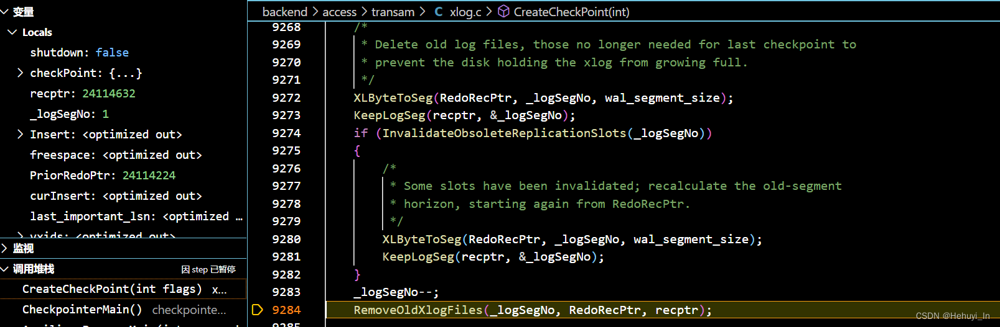 变量
Locals
shutdown: false
checkPoint: {...}
recptr: 24114632
_logSegNo: 1
Insert: <optimized out>
freespace: <optimized out>
PriorRedoPtr: 24114224
curInsert: <optimized out>
last_important_lsn: <optimized …
vxids: <optimized out>
监视
调用堆栈 因 step 已暂停
CreateCheckPoint(int flags) x...
CheckpointerMain() checkpointe...
backend > access > transam > C xlog.c > CreateCheckPoint(int)
9268 /*
9269 * Delete old log files, those no longer needed for last checkpoint to
9270 * prevent the disk holding the xlog from growing full.
9271 */
9272 XLByteToSeg(RedoRecPtr, _logSegNo, wal_segment_size);
9273 KeepLogSeg(recptr, &_logSegNo);
9274 if (InvalidateObsoleteReplicationSlots(_logSegNo))
9275 {
9276 /*
9277 * Some slots have been invalidated; recalculate the old-segment
9278 * horizon, starting again from RedoRecPtr.
9279 */
9280 XLByteToSeg(RedoRecPtr, _logSegNo, wal_segment_size);
9281 KeepLogSeg(recptr, &_logSegNo);
9282 }
9283 _logSegNo--;
9284 RemoveOldXlogFiles(_logSegNo, RedoRecPtr, recptr);
9285
CSDN @Hehuyi_In